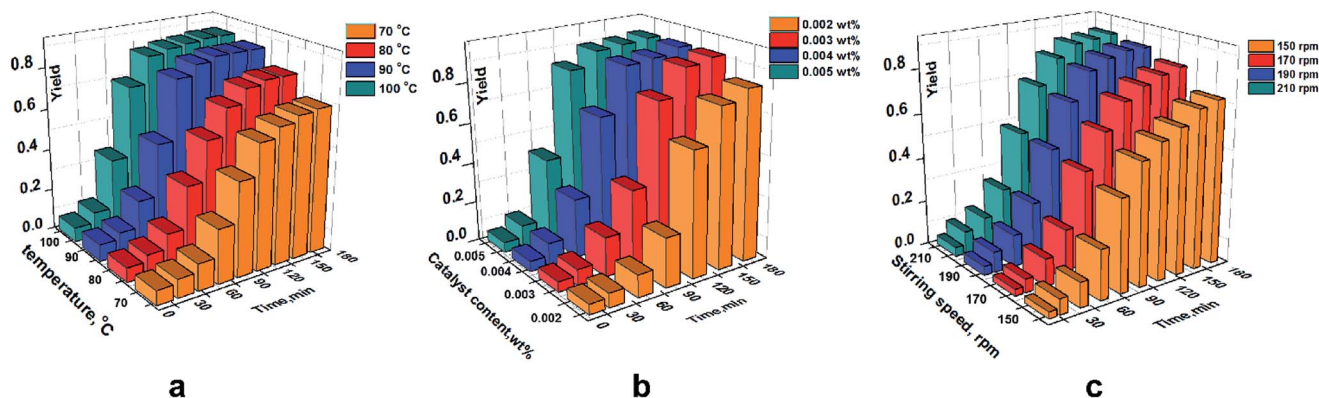 70 °C
80 °C
90 °C
100 °C
Yield
0.8
0.6
0.4
0.2
0.0
100
90
80
70
temperature, °C
0
30
60
90
120
150
180
Time,min
a
0.002 wt%
0.003 wt%
0.004 wt%
0.005 wt%
Yield
0.8
0.6
0.4
0.2
0.0
0.005
0.004
0.003
0.002
Catalyst content,wt%
0
30
60
90
120
150
180
Time,min
b
150 rpm
170 rpm
190 rpm
210 rpm
Yield
0.8
0.6
0.4
0.2
0.0
210
190
170
150
Stirring speed, rpm
30
60
90
120
150
180
Time,min
c